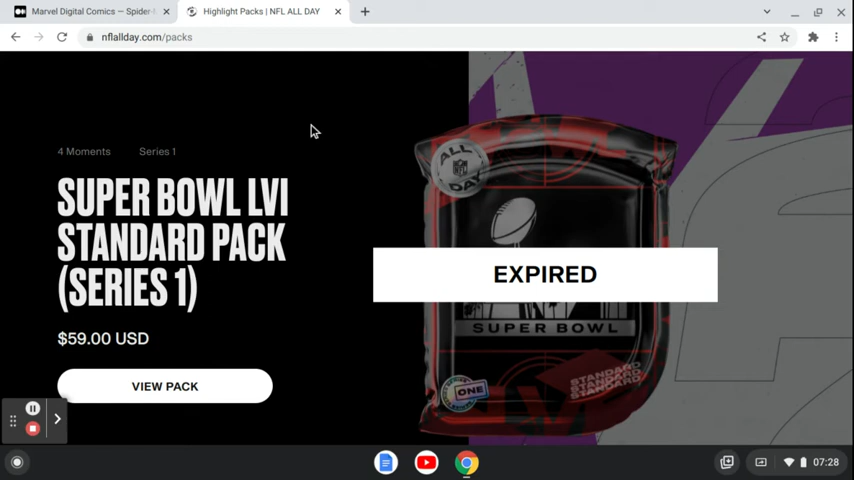 Marvel Digital Comics — Spider-
Highlight Packs | NFL ALL DAY
nflallday.com/packs
4 Moments Series 1
SUPER BOWL LVI
STANDARD PACK
(SERIES 1)
$59.00 USD
VIEW PACK
ALL
NFL
DAY
EXPIRED
SUPER BOWL
ONE
STANDARD
STANDARD
STANDARD
07:28